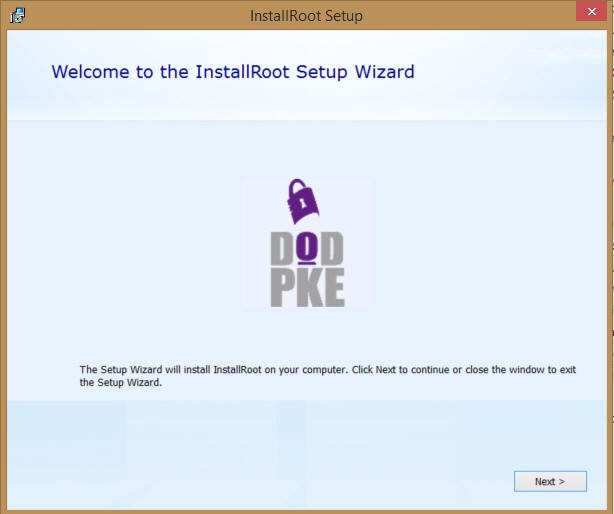 InstallRoot Setup
Welcome to the InstallRoot Setup Wizard
DOD
PKE
The Setup Wizard will install InstallRoot on your computer. Click Next to continue or close the window to exit
the Setup Wizard.
Next >